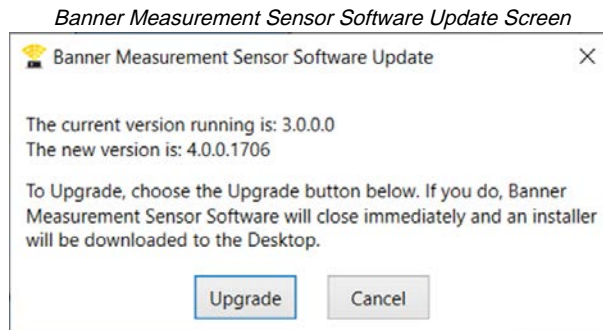 Banner Measurement Sensor Software Update Screen
Banner Measurement Sensor Software Update
The current version running is: 3.0.0.0
The new version is: 4.0.0.1706
To Upgrade, choose the Upgrade button below. If you do, Banner
Measurement Sensor Software will close immediately and an installer
will be downloaded to the Desktop.
Upgrade Cancel